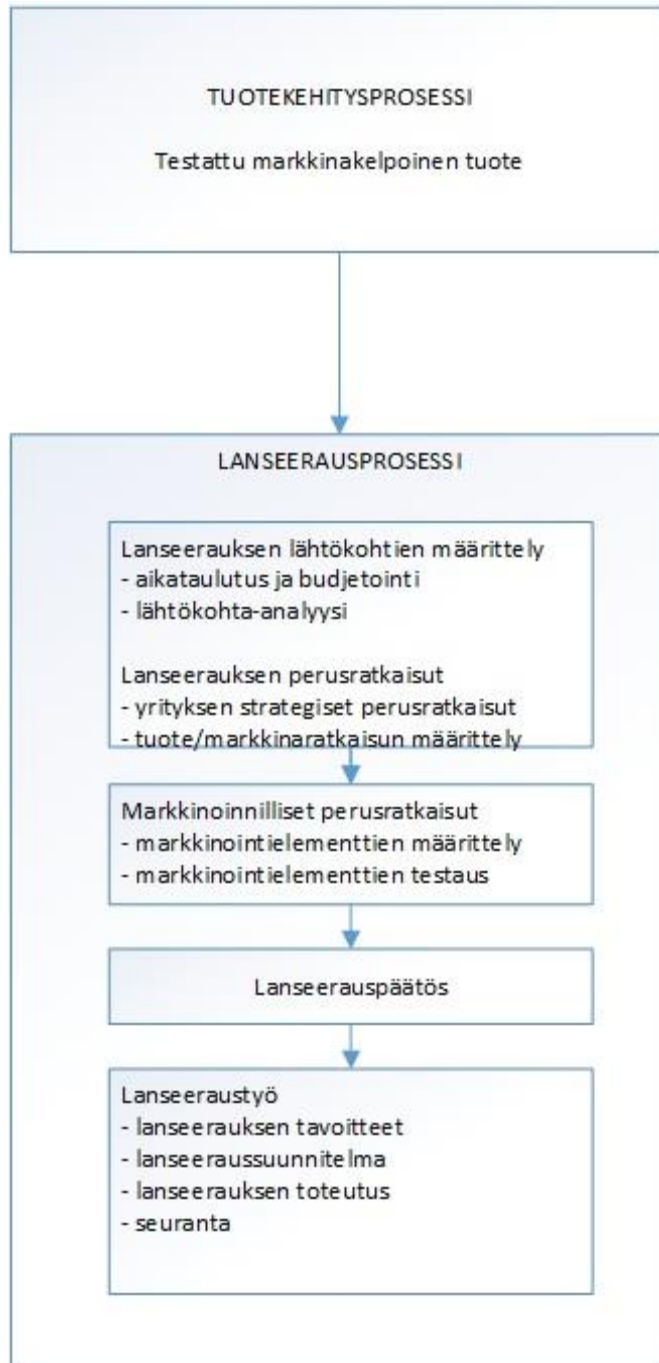 TUOTEKEHITYSPROSESSI
Testattu markkinakelpoinen tuote
LANSEERAUSPROSESSI
Lanseerauksen lähtökohtien määrittely
- aikataulutus ja budjetointi
- lähtökohta-analyysi
Lanseerauksen perusratkaisut
- yrityksen strategiset perusratkaisut
- tuote/markkinaratkaisun määrittely
Markkinoinnilliset perusratkaisut
- markkinointielementtien määrittely
- markkinointielementtien testaus
Lanseerauspäätös
Lanseeraustyö
- lanseerauksen tavoitteet
- lanseeraussuunnitelma
- lanseerauksen toteutus
- seuranta